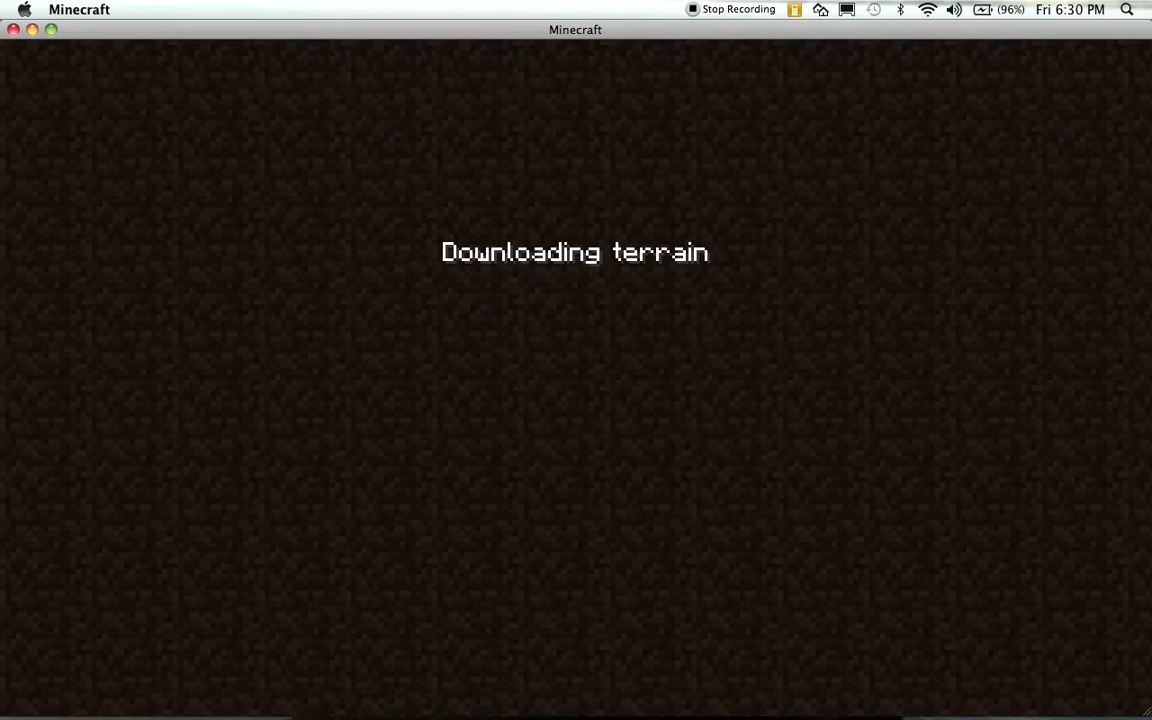 Minecraft
Stop Recording
(96%)
Fri 6:30 PM
Minecraft
Downloading terrain